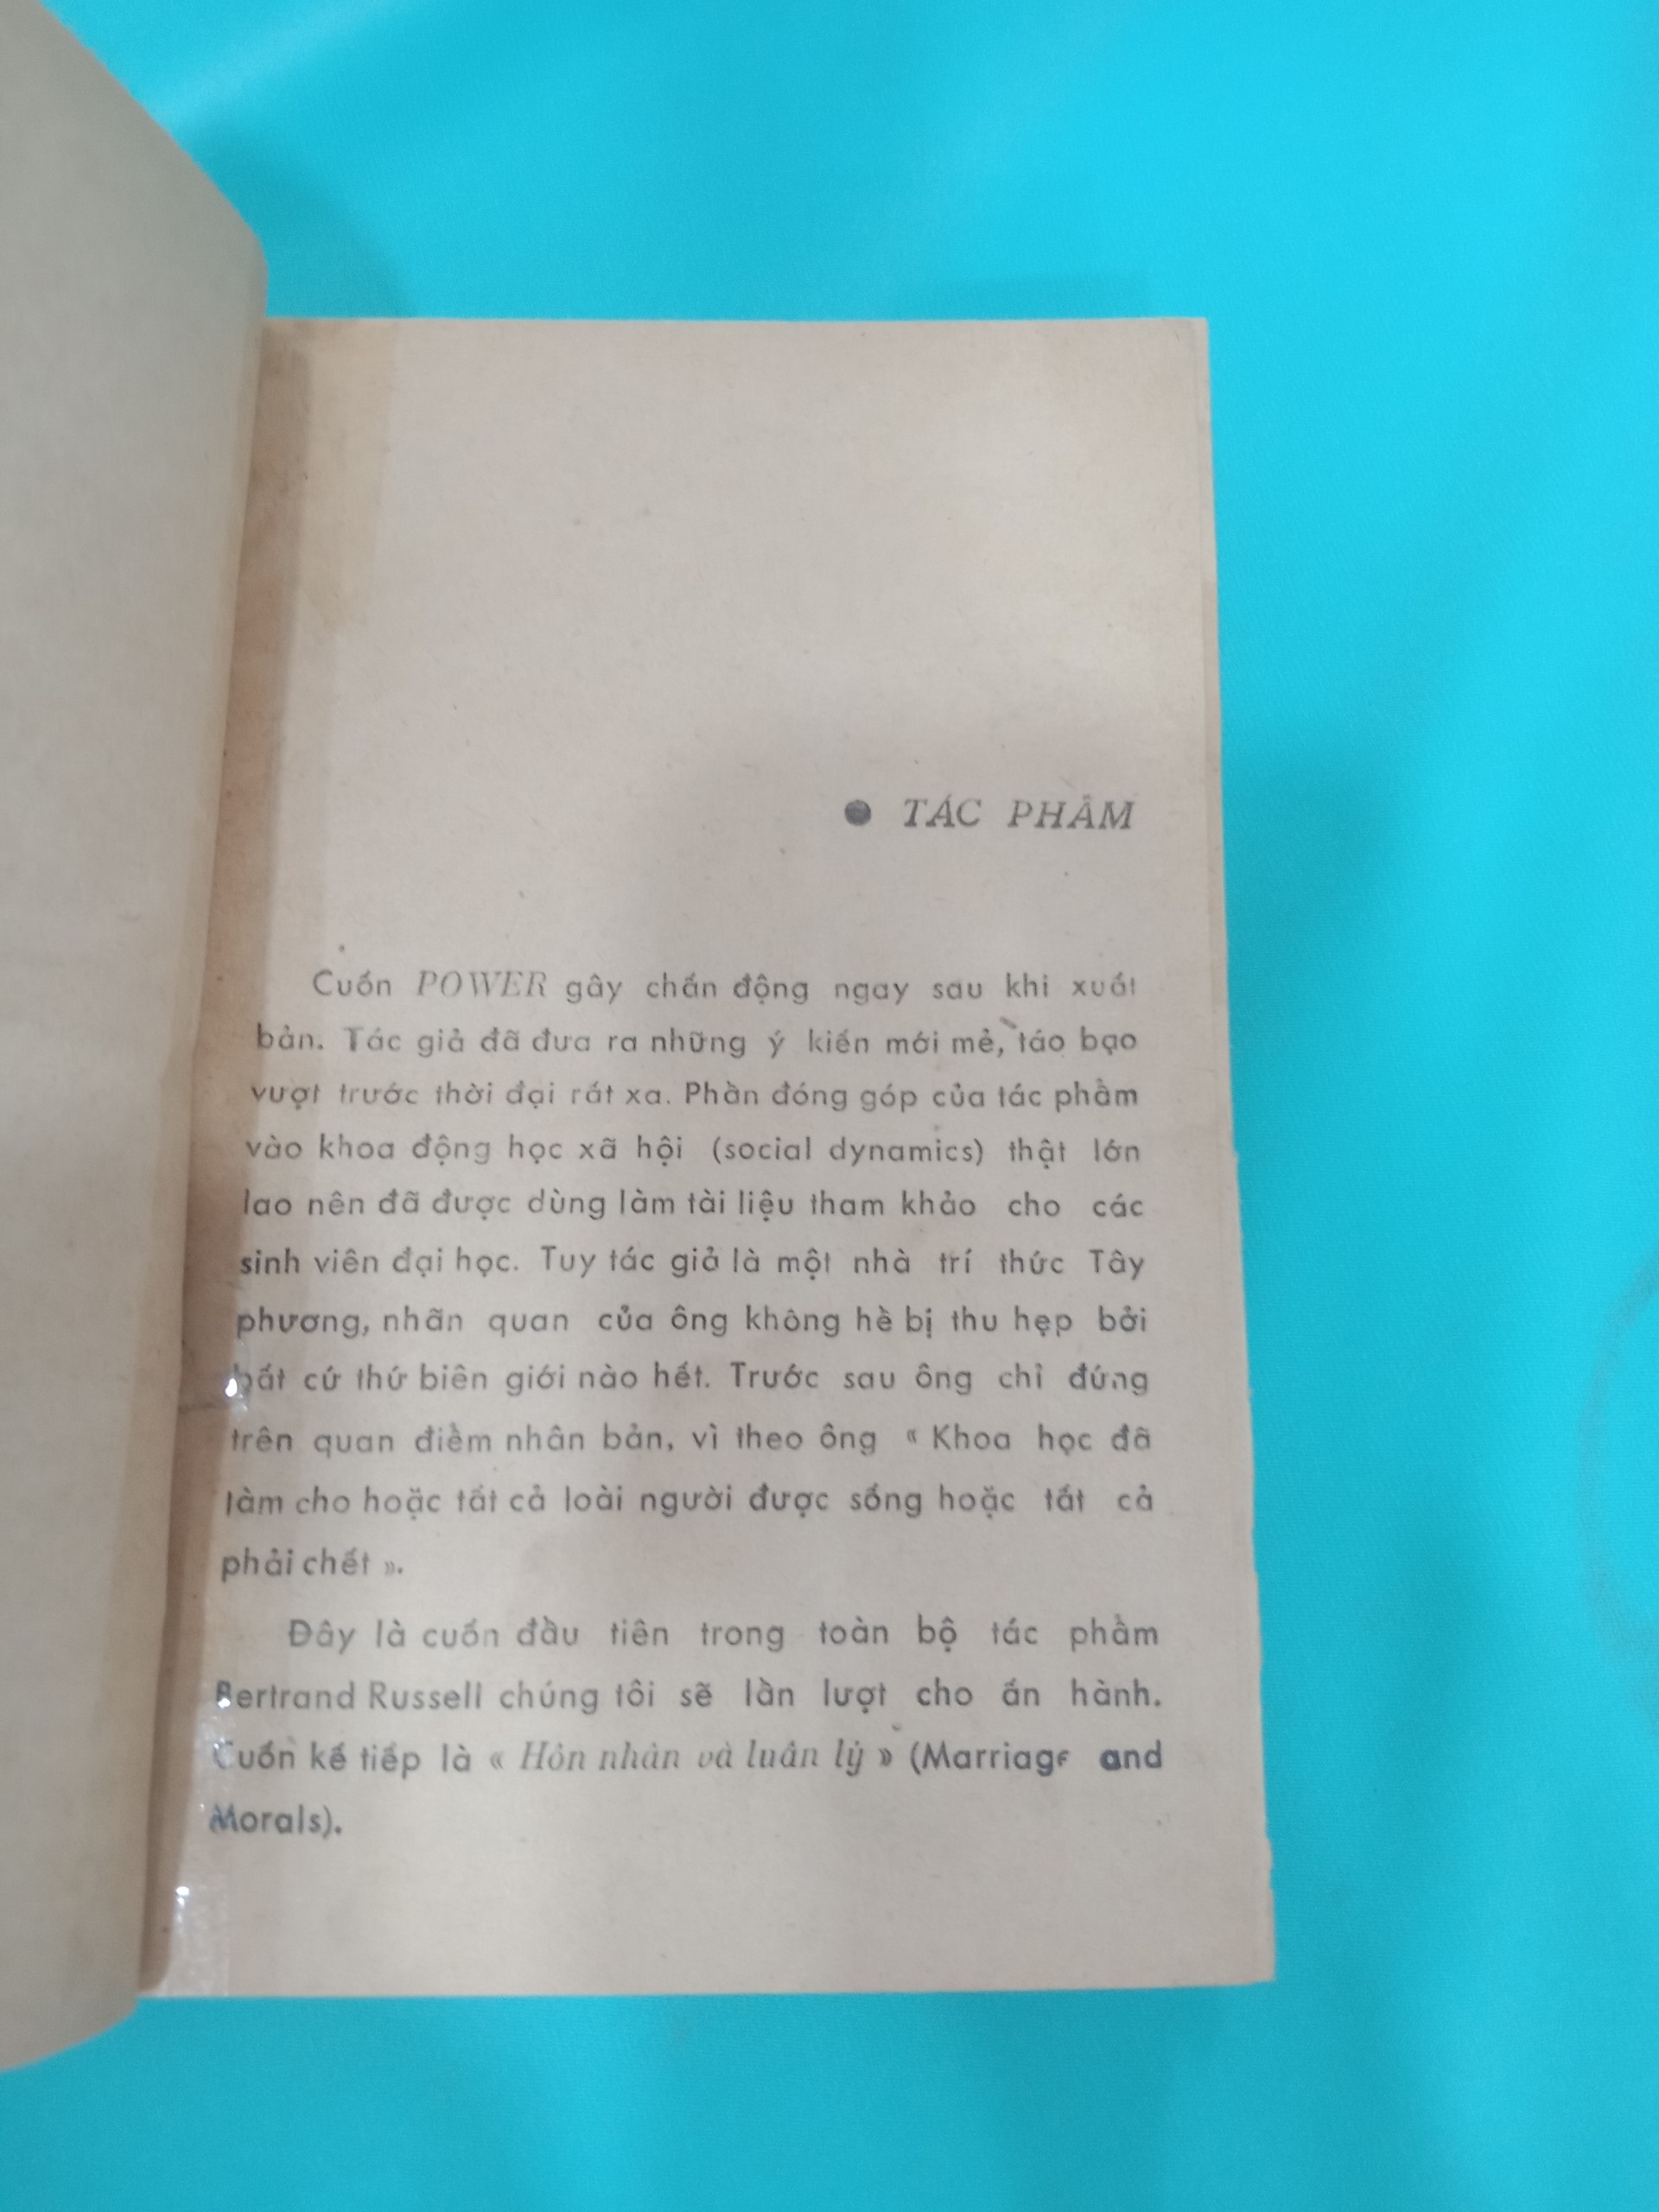 ● TÁC PHẨM
Cuốn POWER gây chấn động ngay sau khi xuất
bản. Tác giả đã đưa ra những ý kiến mới mẻ, táo bạo
vượt trước thời đại rất xa. Phần đóng góp của tác phẩm
vào khoa động học xã hội (social dynamics) thật lớn
lao nên đã được dùng làm tài liệu tham khảo cho các
sinh viên đại học. Tuy tác giả là một nhà trí thức Tây
phương, nhãn quan của ông không hề bị thu hẹp bởi
bất cứ thứ biên giới nào hết. Trước sau ông chỉ đứng
trên quan điểm nhân bản, vì theo ông « Khoa học đã
làm cho hoặc tất cả loài người được sống hoặc tất cả
phải chết ».
Đây là cuốn đầu tiên trong toàn bộ tác phẩm
Bertrand Russell chúng tôi sẽ lần lượt cho ấn hành.
Cuốn kế tiếp là « Hôn nhân và luân lý » (Marriage and
Morals).